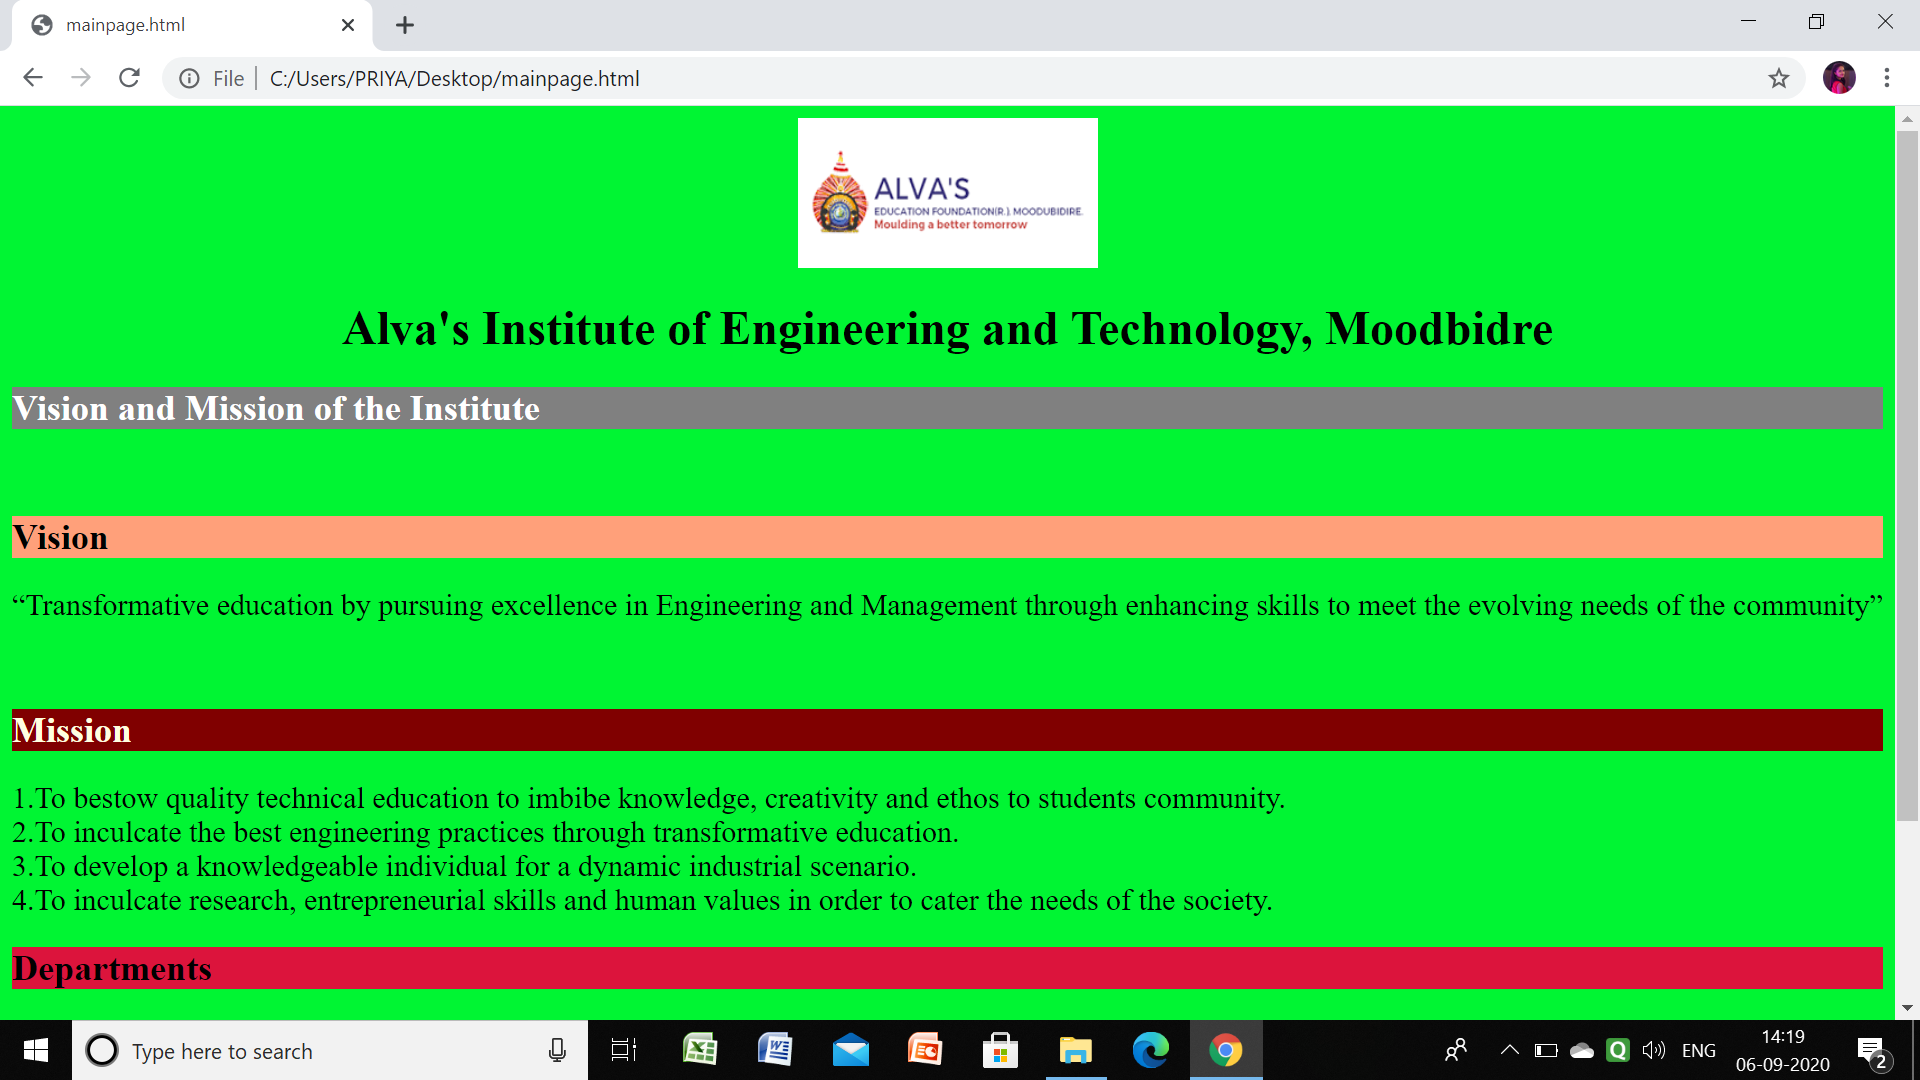 mainpage.html
File
C:/Users/PRIYA/Desktop/mainpage.html
ALVA'S
EDUCATION FOUNDATION(R.), MOODUBIDIRE.
Moulding a better tomorrow
Alva's Institute of Engineering and Technology, Moodbidre
Vision and Mission of the Institute
Vision
“Transformative education by pursuing excellence in Engineering and Management through enhancing skills to meet the evolving needs of the community”
Mission
1.To bestow quality technical education to imbibe knowledge, creativity and ethos to students community.
2.To inculcate the best engineering practices through transformative education.
3.To develop a knowledgeable individual for a dynamic industrial scenario.
4.To inculcate research, entrepreneurial skills and human values in order to cater the needs of the society.
Departments
Type here to search
ENG
14:19
06-09-2020
2